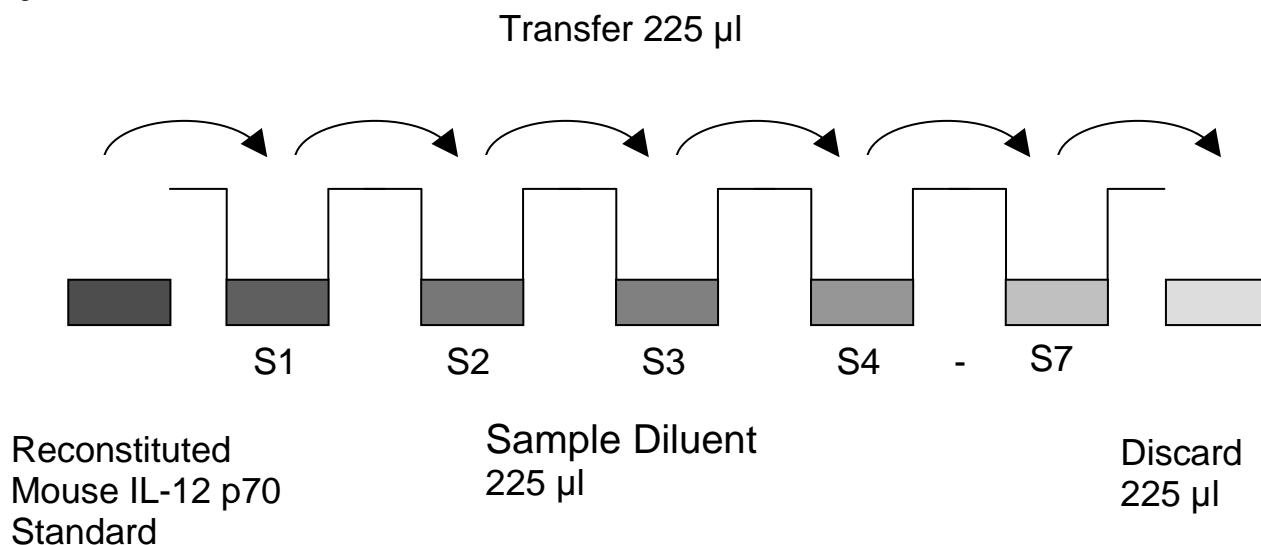 Transfer 225 µl
S1 S2 S3 S4 - S7
Reconstituted
Mouse IL-12 p70
Standard
Sample Diluent
225 µl
Discard
225 µl